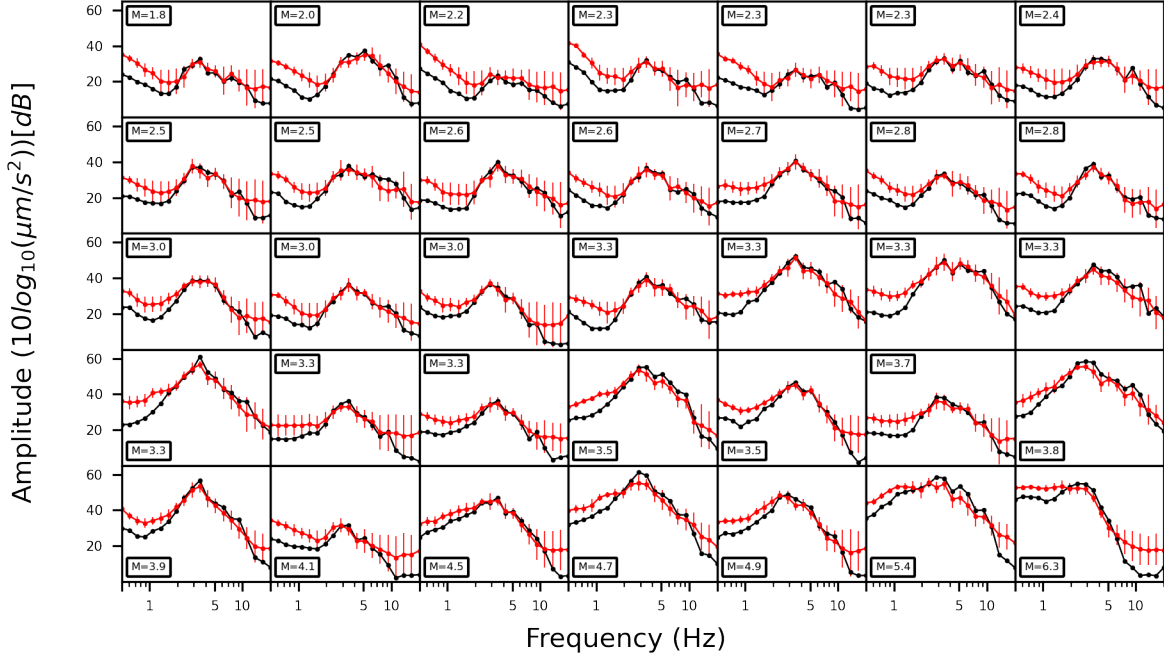 60 M=1.8 M=2.0 M=2.2 M=2.3 M=2.3 M=2.3 M=2.4
40
20
60 M=2.5 M=2.5 M=2.6 M=2.6 M=2.7 M=2.8 M=2.8
40
20
60 M=3.0 M=3.0 M=3.0 M=3.3 M=3.3 M=3.3 M=3.3
40
20
60 M=3.3 M=3.3 M=3.7
40
20
M=3.3 M=3.5 M=3.5 M=3.8
60
40
20
M=3.9 M=4.1 M=4.5 M=4.7 M=4.9 M=5.4 M=6.3
1 5 10 1 5 10 1 5 10 1 5 10 1 5 10 1 5 10 1 5 10
Frequency (Hz)
Amplitude (10log₁₀(μm/s²))[dB]